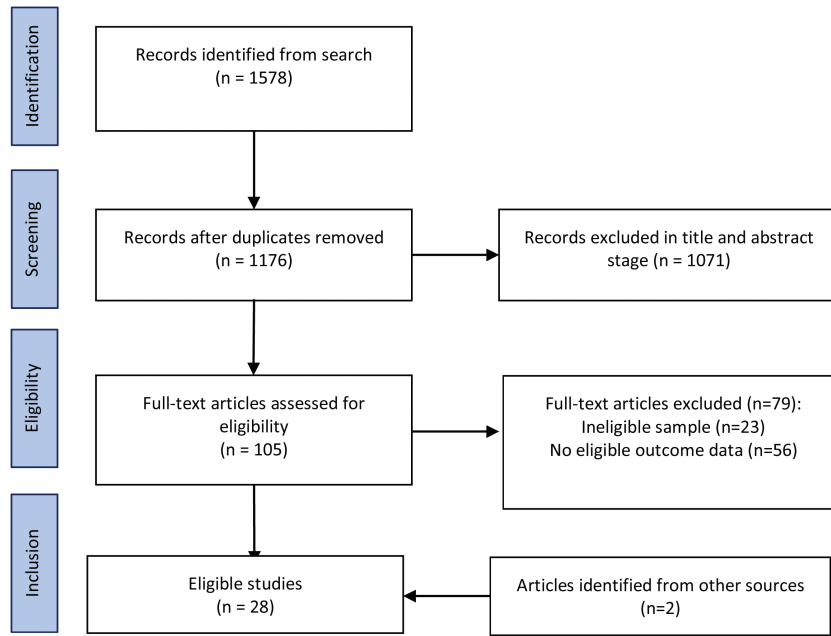 Identification
Records identified from search
(n = 1578)
Screening
Records after duplicates removed
(n = 1176)
Records excluded in title and abstract
stage (n = 1071)
Eligibility
Full-text articles assessed for
eligibility
(n = 105)
Full-text articles excluded (n=79):
Ineligible sample (n=23)
No eligible outcome data (n=56)
Inclusion
Eligible studies
(n = 28)
Articles identified from other sources
(n=2)